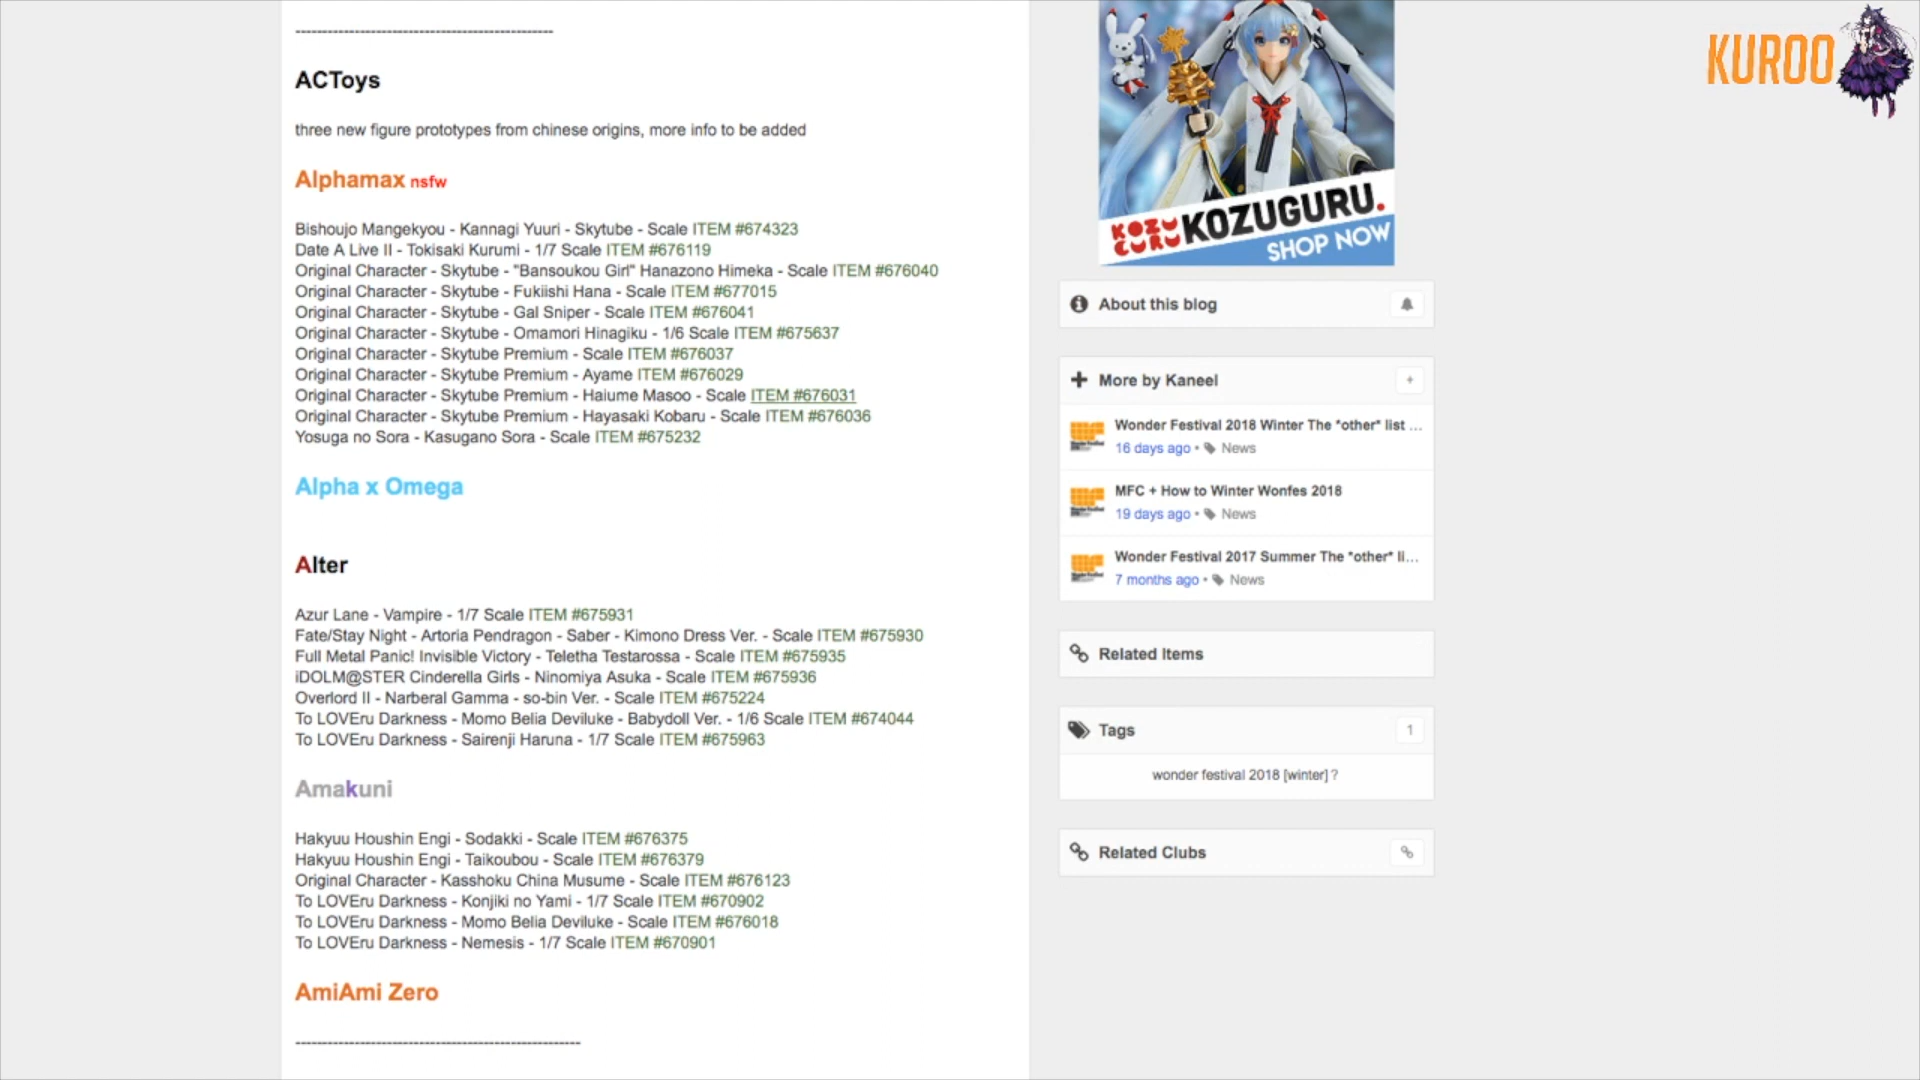 -----------------------------------------------
ACToys
three new figure prototypes from chinese origins, more info to be added
Alphamax nsfw
Bishoujo Mangekyou - Kannagi Yuuri - Skytube - Scale ITEM #674323
Date A Live II - Tokisaki Kurumi - 1/7 Scale ITEM #676119
Original Character - Skytube - "Bansoukou Girl" Hanazono Himeka - Scale ITEM #676040
Original Character - Skytube - Fukiishi Hana - Scale ITEM #677015
Original Character - Skytube - Gal Sniper - Scale ITEM #676041
Original Character - Skytube - Omamori Hinagiku - 1/6 Scale ITEM #675637
Original Character - Skytube Premium - Scale ITEM #676037
Original Character - Skytube Premium - Ayame ITEM #676029
Original Character - Skytube Premium - Haiume Masoo - Scale ITEM #676031
Original Character - Skytube Premium - Hayasaki Kobaru - Scale ITEM #676036
Yosuga no Sora - Kasugano Sora - Scale ITEM #675232
Alpha x Omega
Alter
Azur Lane - Vampire - 1/7 Scale ITEM #675931
Fate/Stay Night - Artoria Pendragon - Saber - Kimono Dress Ver. - Scale ITEM #675930
Full Metal Panic! Invisible Victory - Teletha Testarossa - Scale ITEM #675935
iDOLM@STER Cinderella Girls - Ninomiya Asuka - Scale ITEM #675936
Overlord II - Narberal Gamma - so-bin Ver. - Scale ITEM #675224
To LOVEru Darkness - Momo Belia Deviluke - Babydoll Ver. - 1/6 Scale ITEM #674044
To LOVEru Darkness - Sairenji Haruna - 1/7 Scale ITEM #675963
Amakuni
Hakyuu Houshin Engi - Sodakki - Scale ITEM #676375
Hakyuu Houshin Engi - Taikoubou - Scale ITEM #676379
Original Character - Kasshoku China Musume - Scale ITEM #676123
To LOVEru Darkness - Konjiki no Yami - 1/7 Scale ITEM #670902
To LOVEru Darkness - Momo Belia Deviluke - Scale ITEM #676018
To LOVEru Darkness - Nemesis - 1/7 Scale ITEM #670901
AmiAmi Zero
----------------------------------------------------
KOZU GURU KOZUGURU.
SHOP NOW
About this blog
More by Kaneel +
Wonder Festival 2018 Winter The *other* list ...
16 days ago • News
MFC + How to Winter Wonfes 2018
19 days ago • News
Wonder Festival 2017 Summer The *other* li...
7 months ago • News
Related Items
Tags 1
wonder festival 2018 [winter] ?
Related Clubs
KUROO